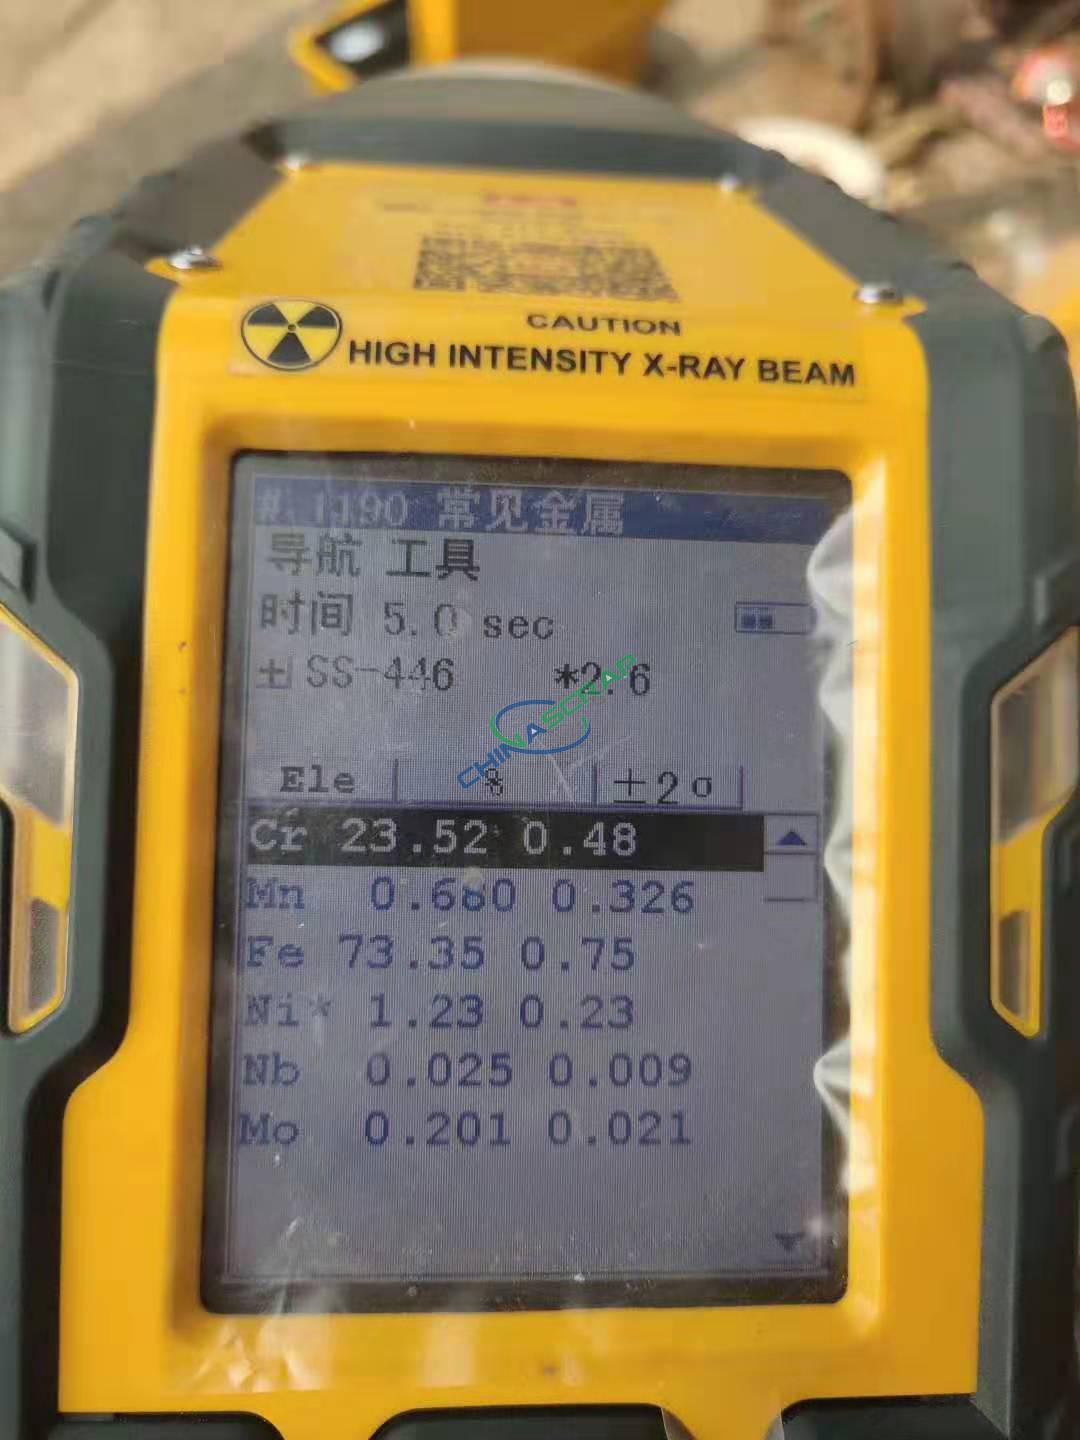 CAUTION
HIGH INTENSITY X-RAY BEAM
# 1190 常见金属
导航 工具
时间 5.0 sec
SS-446 *2.6
CHINASCRAP
Ele % ±2σ
Cr 23.52 0.48
Mn 0.680 0.326
Fe 73.35 0.75
Ni* 1.23 0.23
Nb 0.025 0.009
Mo 0.201 0.021